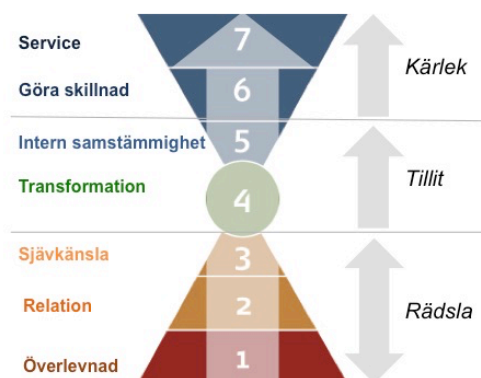 Service 7
Kärlek
Göra skillnad 6
Intern samstämmighet 5
Transformation 4
Tillit
Sjävkänsla 3
Relation 2
Rädsla
Överlevnad 1